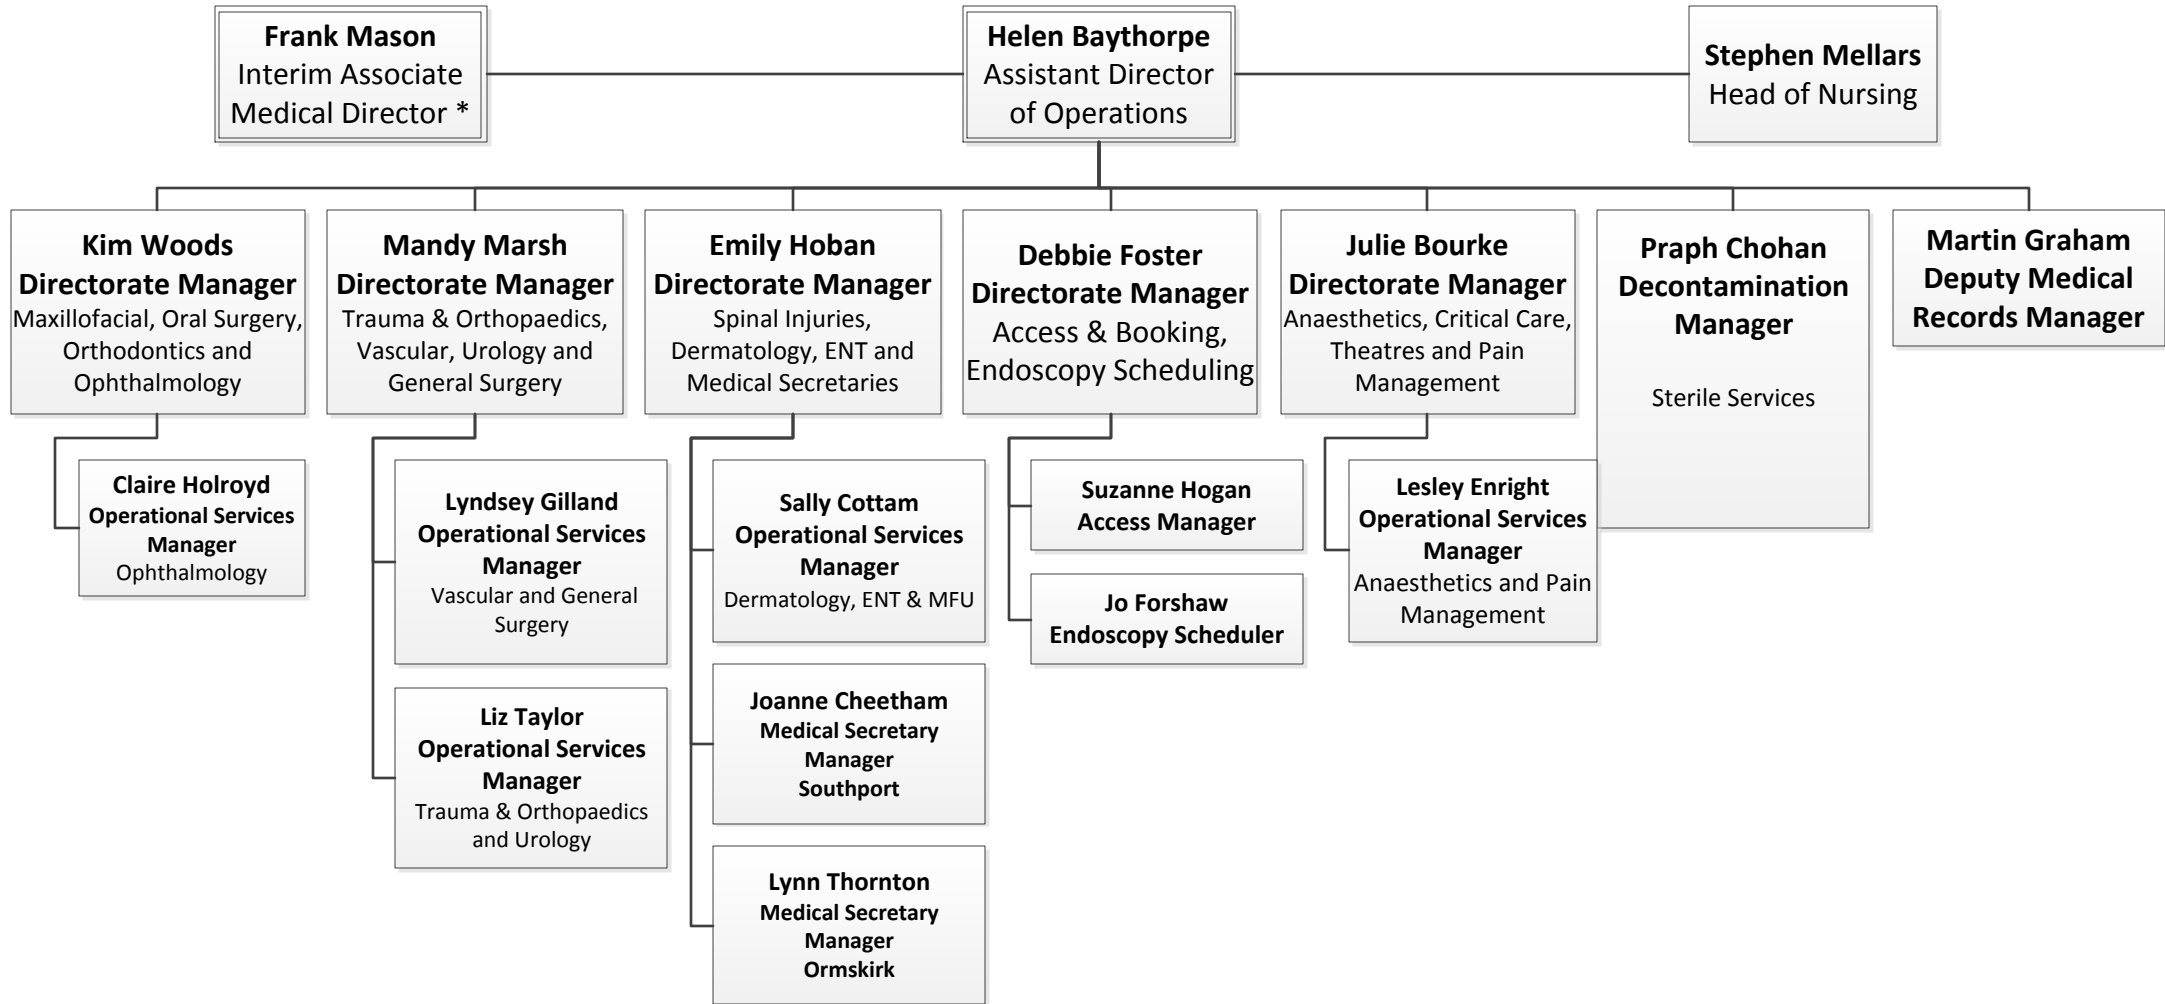 Frank Mason
Interim Associate
Medical Director *
Helen Baythorpe
Assistant Director
of Operations
Stephen Mellars
Head of Nursing
Kim Woods
Directorate Manager
Maxillofacial, Oral Surgery,
Orthodontics and
Ophthalmology
Mandy Marsh
Directorate Manager
Trauma & Orthopaedics,
Vascular, Urology and
General Surgery
Emily Hoban
Directorate Manager
Spinal Injuries,
Dermatology, ENT and
Medical Secretaries
Debbie Foster
Directorate Manager
Access & Booking,
Endoscopy Scheduling
Julie Bourke
Directorate Manager
Anaesthetics, Critical Care,
Theatres and Pain
Management
Praph Chohan
Decontamination
Manager
Sterile Services
Martin Graham
Deputy Medical
Records Manager
Claire Holroyd
Operational Services
Manager
Ophthalmology
Lyndsey Gilland
Operational Services
Manager
Vascular and General
Surgery
Liz Taylor
Operational Services
Manager
Trauma & Orthopaedics
and Urology
Sally Cottam
Operational Services
Manager
Dermatology, ENT & MFU
Joanne Cheetham
Medical Secretary
Manager
Southport
Lynn Thornton
Medical Secretary
Manager
Ormskirk
Suzanne Hogan
Access Manager
Jo Forshaw
Endoscopy Scheduler
Lesley Enright
Operational Services
Manager
Anaesthetics and Pain
Management